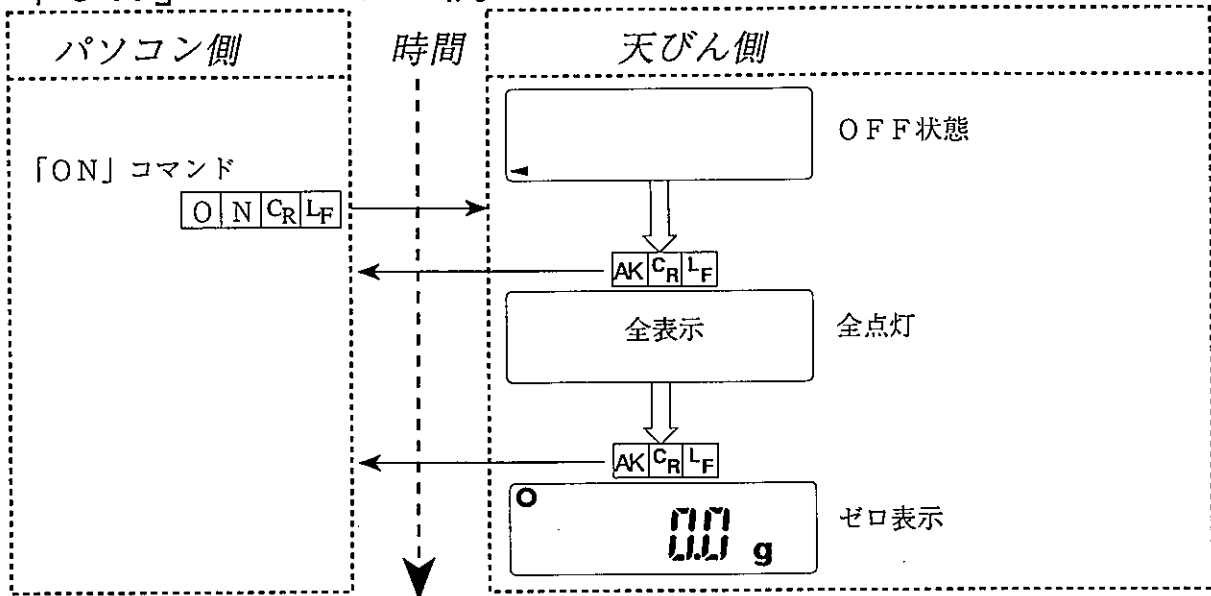 パソコン側
時間
天びん側
OFF状態
「ON」コマンド
O N CR LF
AK CR LF
全表示
全点灯
AK CR LF
0.0 g
ゼロ表示